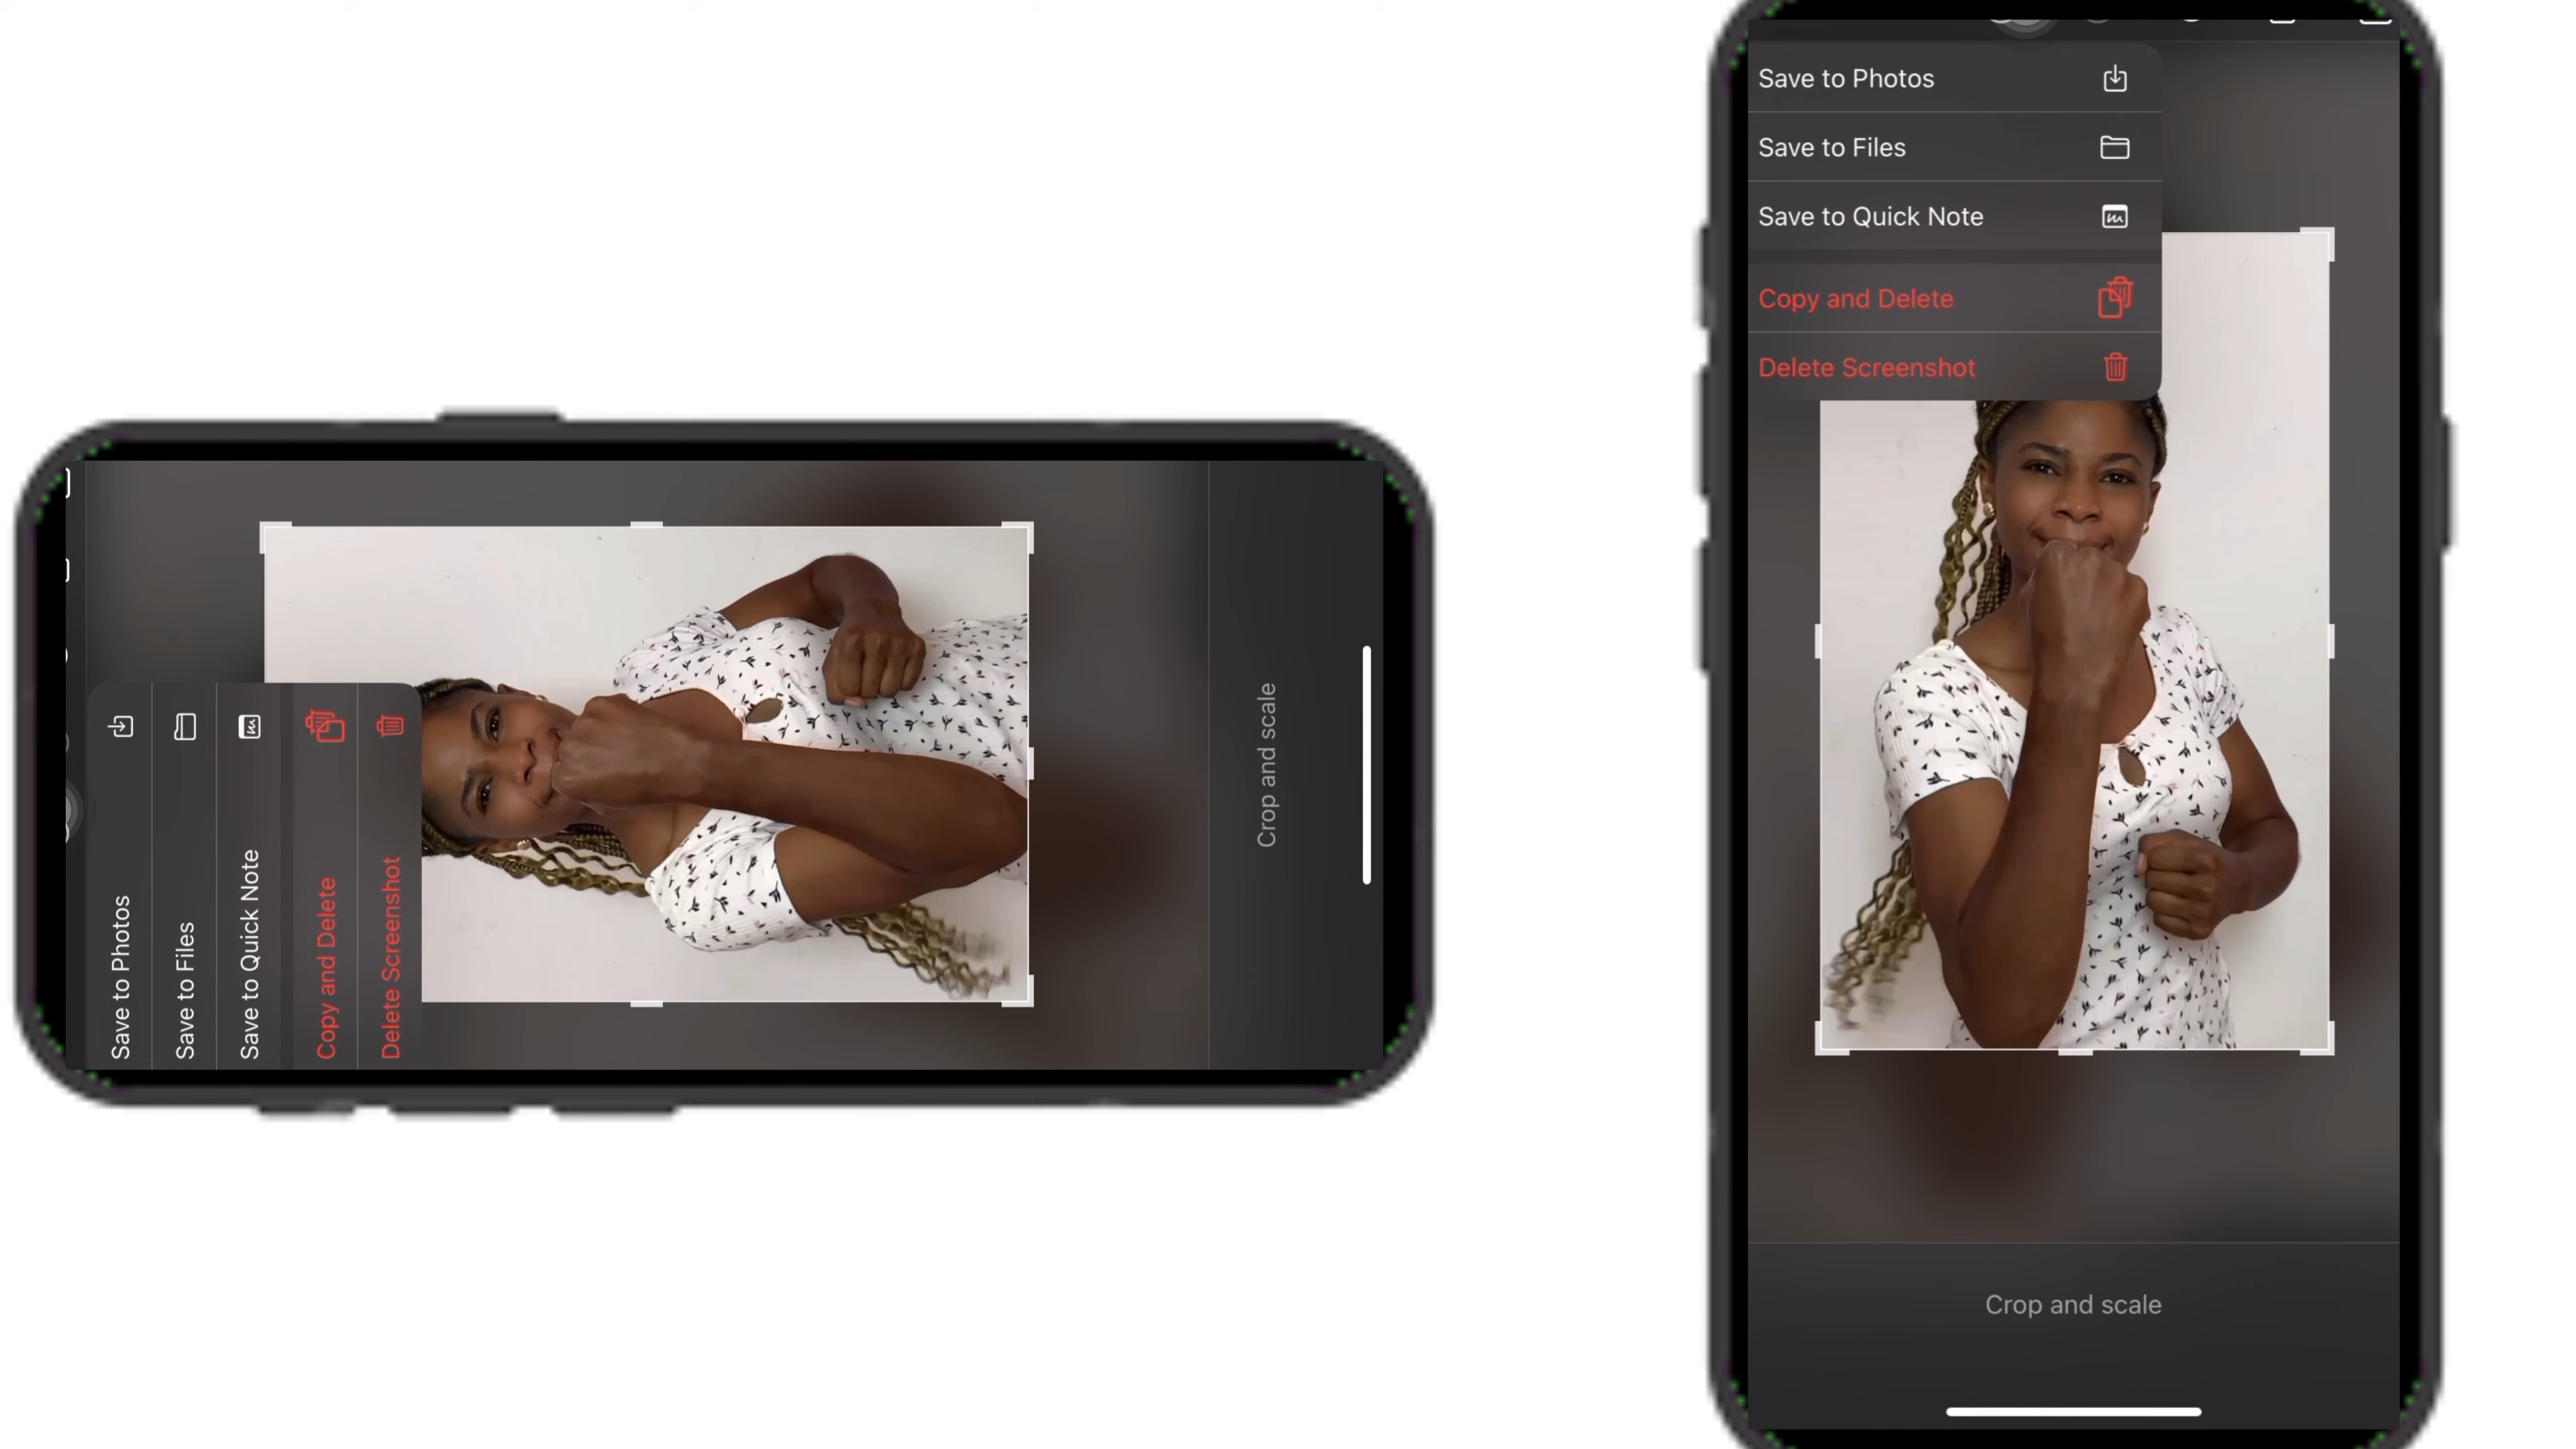 Save to Photos
Save to Files
Save to Quick Note
Copy and Delete
Delete Screenshot
Crop and scale
Save to Photos
Save to Files
Save to Quick Note
Copy and Delete
Delete Screenshot
Crop and scale